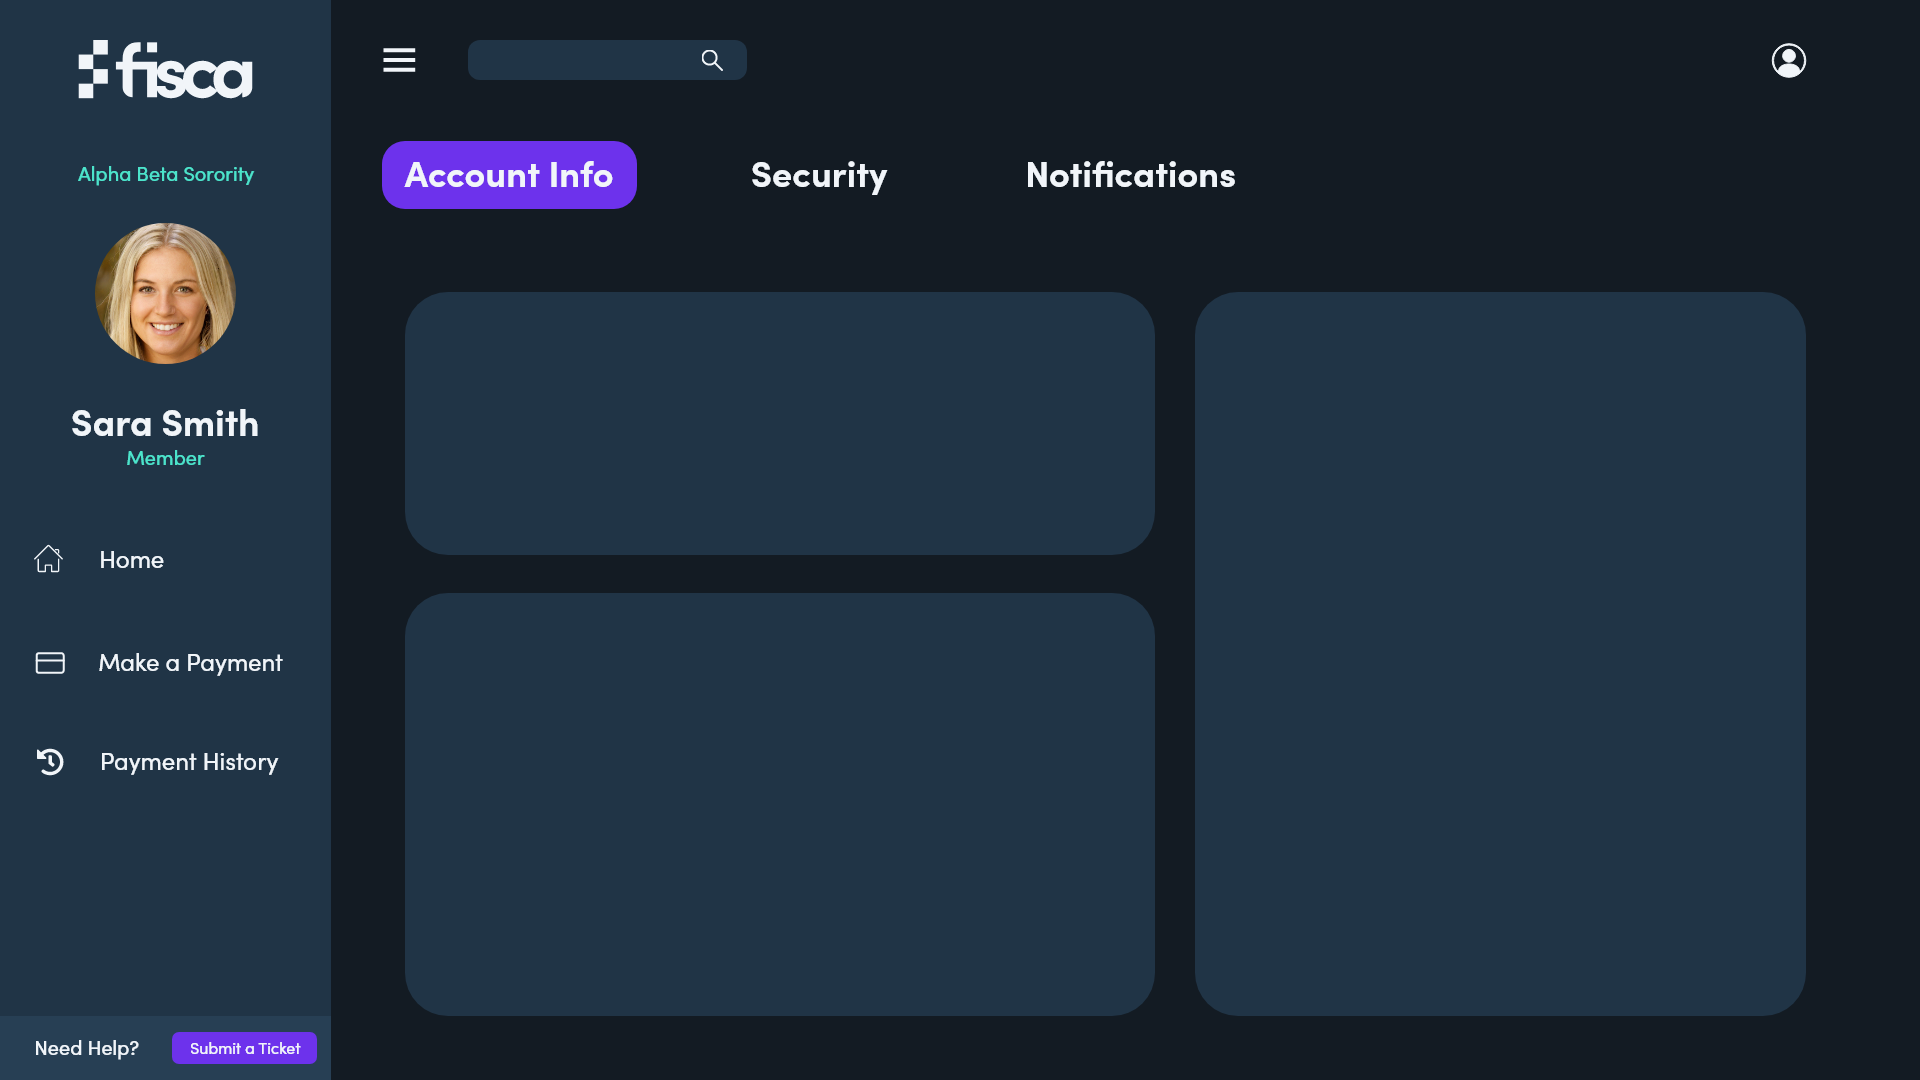 fisca
Alpha Beta Sorority
Sara Smith
Member
Home
Make a Payment
Payment History
Need Help?
Submit a Ticket
Account Info
Security
Notifications